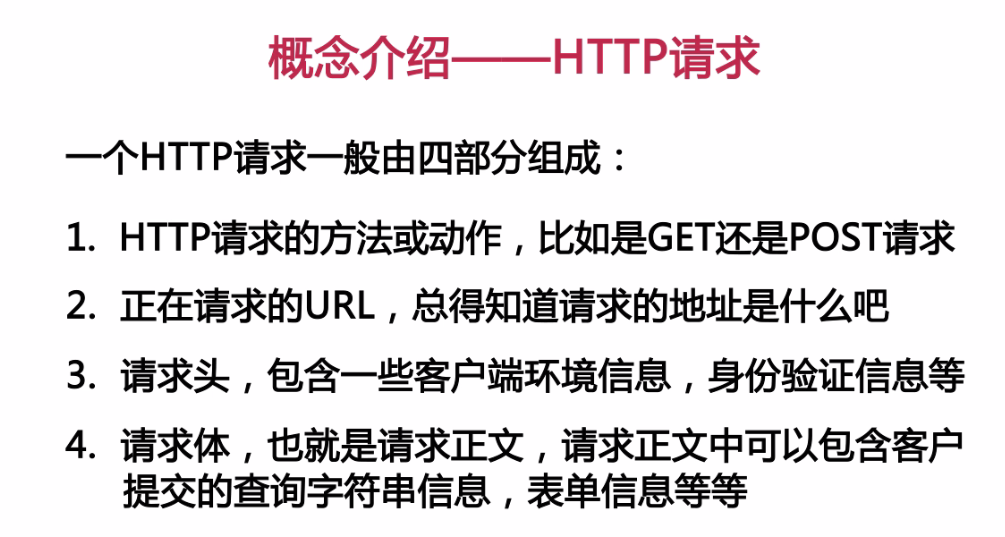 概念介绍——HTTP请求
一个HTTP请求一般由四部分组成：
1. HTTP请求的方法或动作，比如是GET还是POST请求
2. 正在请求的URL，总得知道请求的地址是什么吧
3. 请求头，包含一些客户端环境信息，身份验证信息等
4. 请求体，也就是请求正文，请求正文中可以包含客户
提交的查询字符串信息，表单信息等等